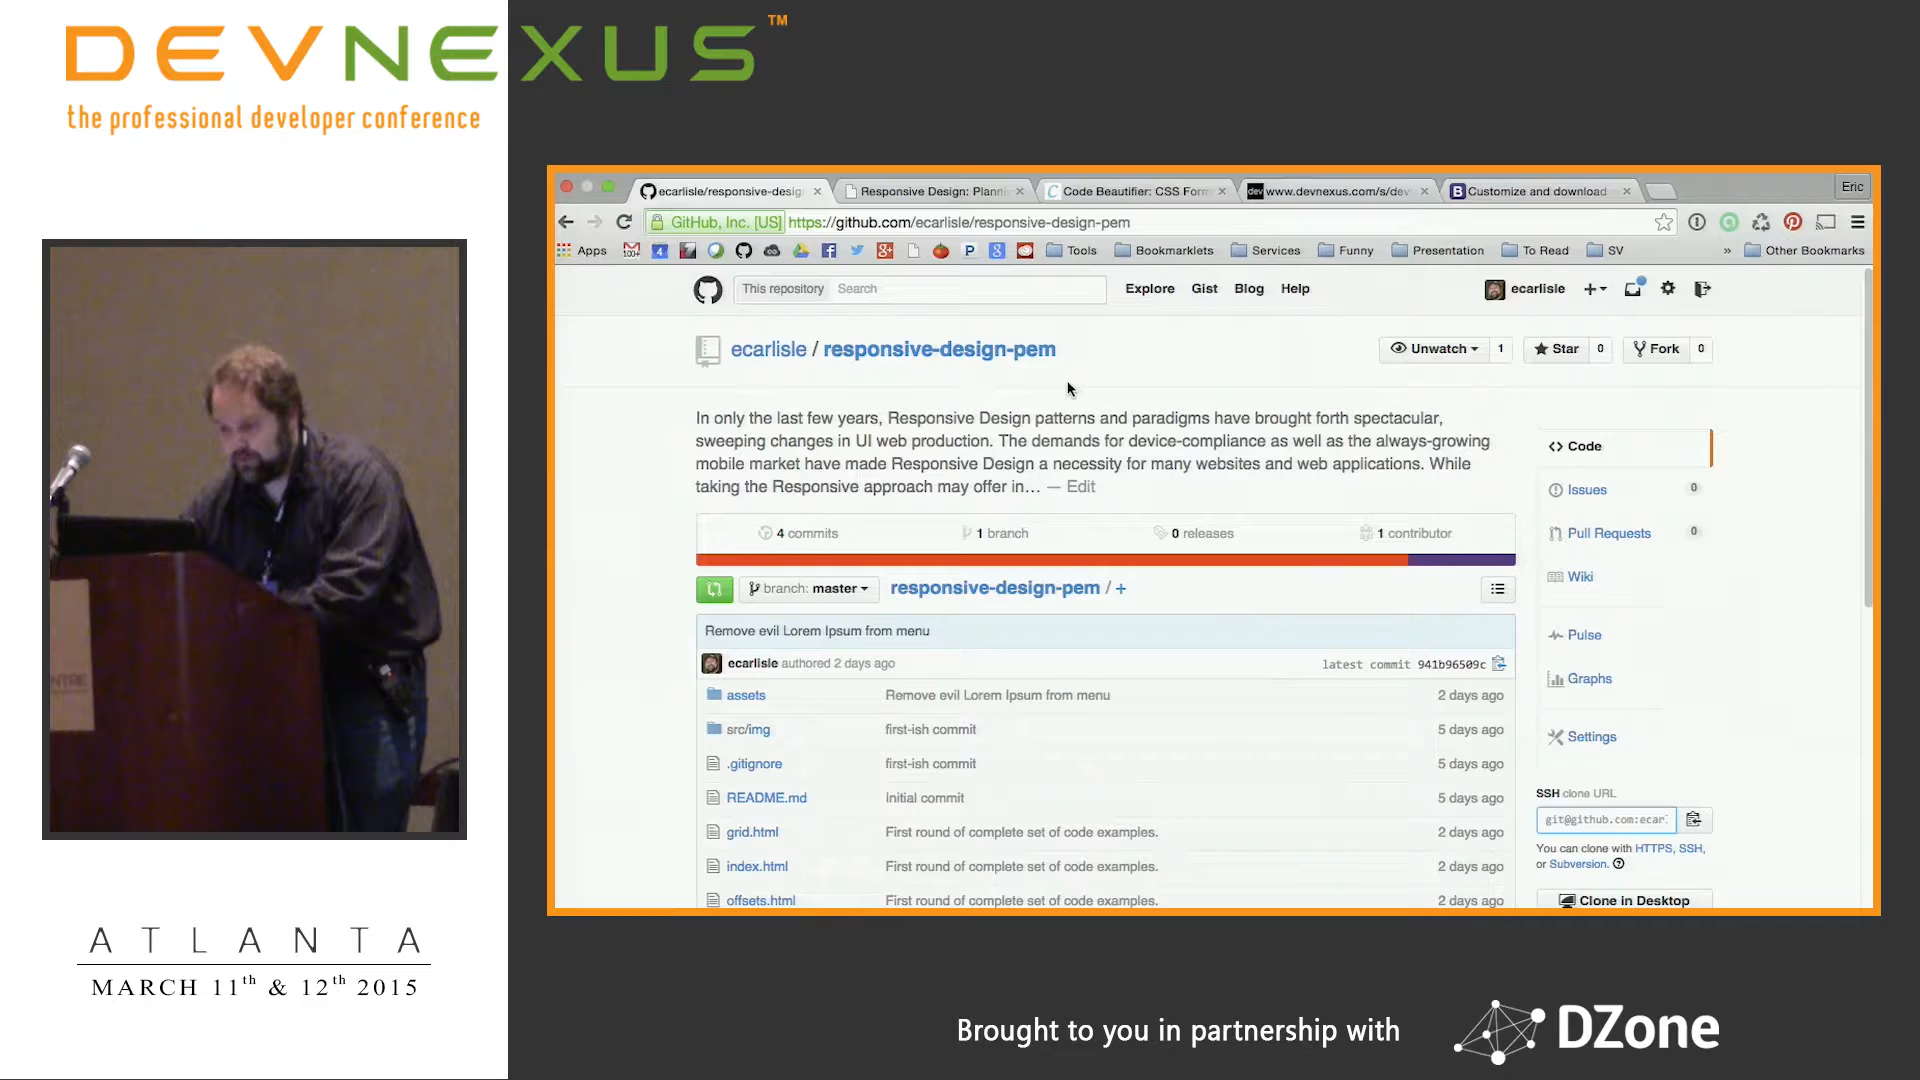 DEVNEXUS™
the professional developer conference
ecarlisle/responsive-desig
Responsive Design: Planni
Code Beautifier: CSS Form
dev www.devnexus.com/s/dev
B Customize and download
Eric
GitHub, Inc. [US] https://github.com/ecarlisle/responsive-design-pem
Apps
Tools
Bookmarklets
Services
Funny
Presentation
To Read
SV
» Other Bookmarks
This repository Search
Explore Gist Blog Help
ecarlisle
ecarlisle / responsive-design-pem
Unwatch 1
Star 0
Fork 0
In only the last few years, Responsive Design patterns and paradigms have brought forth spectacular,
sweeping changes in UI web production. The demands for device-compliance as well as the always-growing
mobile market have made Responsive Design a necessity for many websites and web applications. While
taking the Responsive approach may offer in… — Edit
4 commits 1 branch 0 releases 1 contributor
branch: master responsive-design-pem / +
Remove evil Lorem Ipsum from menu
ecarlisle authored 2 days ago latest commit 941b96509c
assets Remove evil Lorem Ipsum from menu 2 days ago
src/img first-ish commit 5 days ago
.gitignore first-ish commit 5 days ago
README.md Initial commit 5 days ago
grid.html First round of complete set of code examples. 2 days ago
index.html First round of complete set of code examples. 2 days ago
offsets.html First round of complete set of code examples. 2 days ago
<> Code
Issues 0
Pull Requests 0
Wiki
Pulse
Graphs
Settings
SSH clone URL
git@github.com:ecar
You can clone with HTTPS, SSH,
or Subversion.
Clone in Desktop
ATLANTA
MARCH 11th & 12th 2015
Brought to you in partnership with
DZone